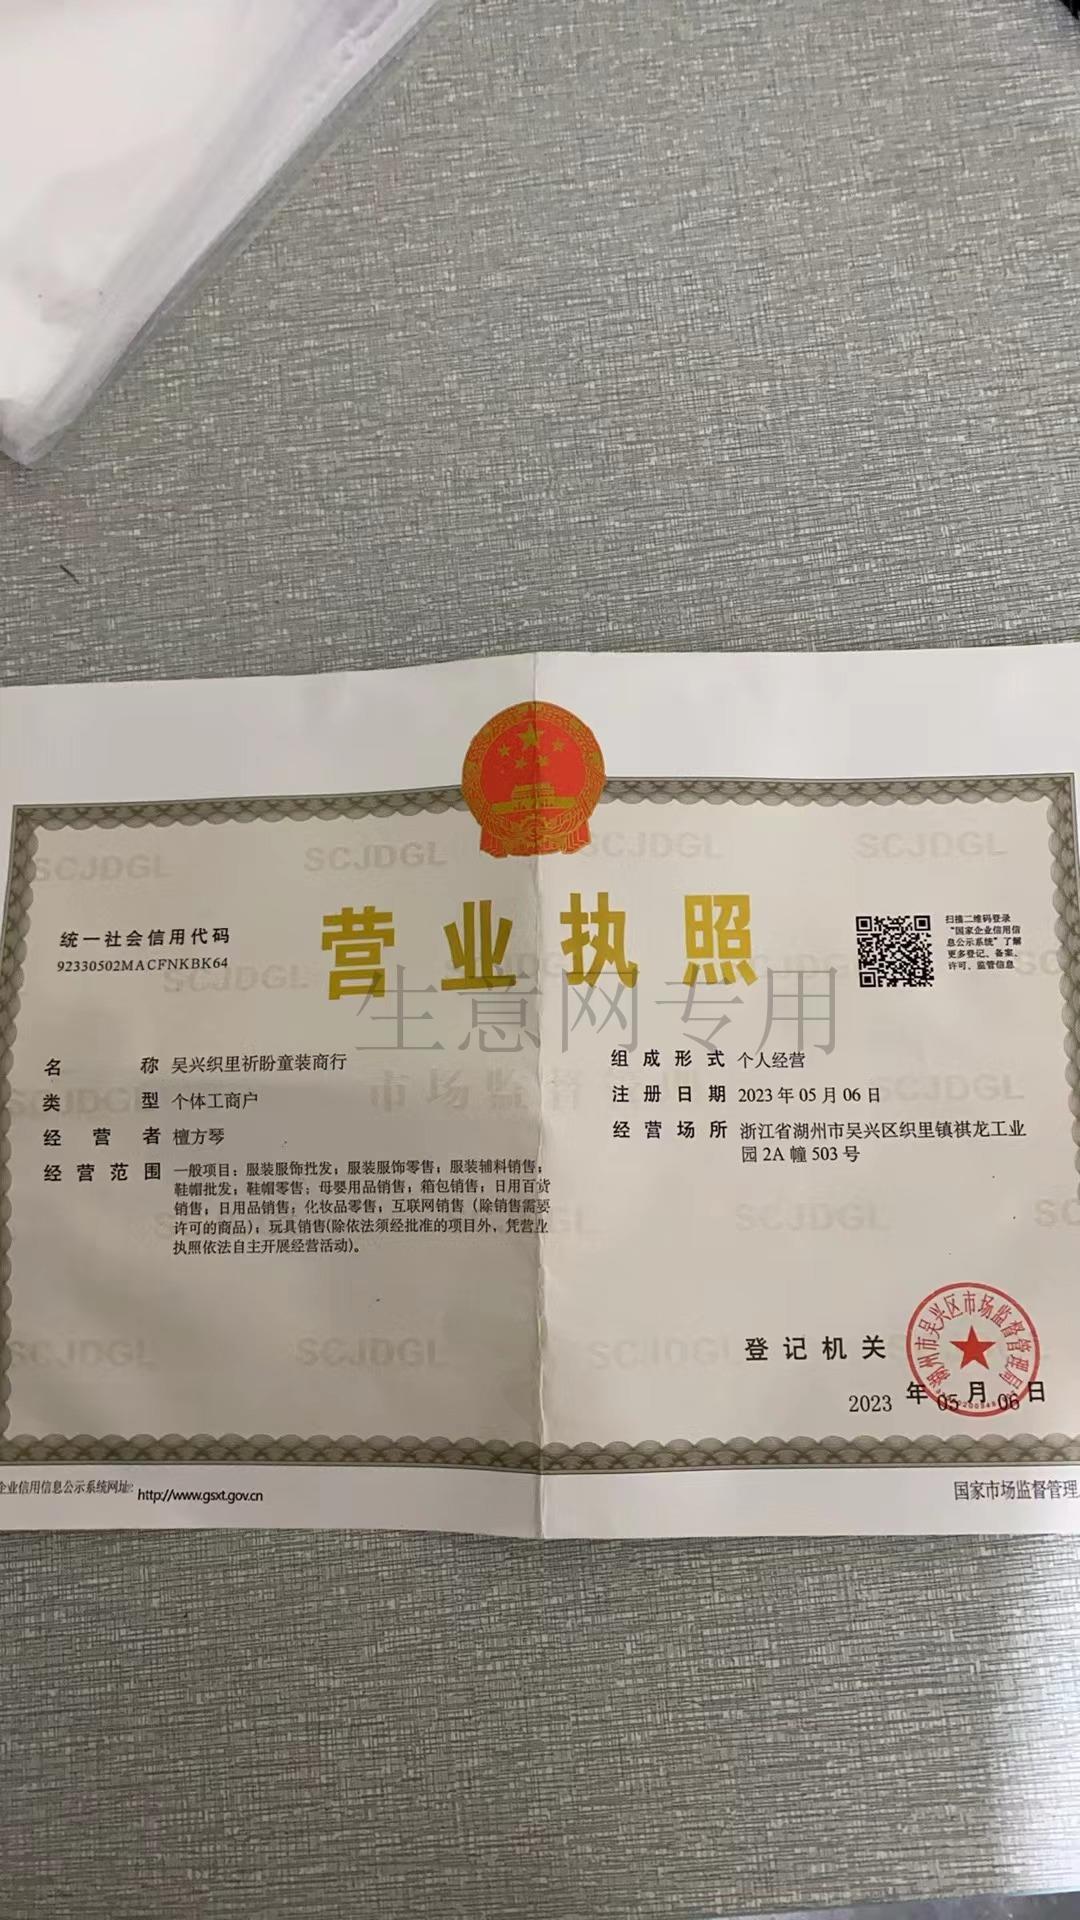 SCJDGL SCJDGL SCJDGL SCJDGL
统一社会信用代码
92330502MACFNKBK64
营业执照
扫描二维码登录
“国家企业信用信
息公示系统”了解
更多登记、备案、
许可、监管信息
生意网专用
名称 吴兴织里祈盼童装商行
类型 个体工商户
经营者 檀方琴
经营范围 一般项目：服装服饰批发；服装服饰零售；服装辅料销售；
鞋帽批发；鞋帽零售；母婴用品销售；箱包销售；日用百货
销售；日用品销售；化妆品零售；互联网销售（除销售需要
许可的商品）；玩具销售(除依法须经批准的项目外，凭营业
执照依法自主开展经营活动)。
组成形式 个人经营
注册日期 2023年05月06日
经营场所 浙江省湖州市吴兴区织里镇祺龙工业
园2A幢503号
市场监督管
登记机关
湖州市吴兴区市场监督管理局
2023年05月06日
企业信用信息公示系统网址: http://www.gsxt.gov.cn
国家市场监督管理